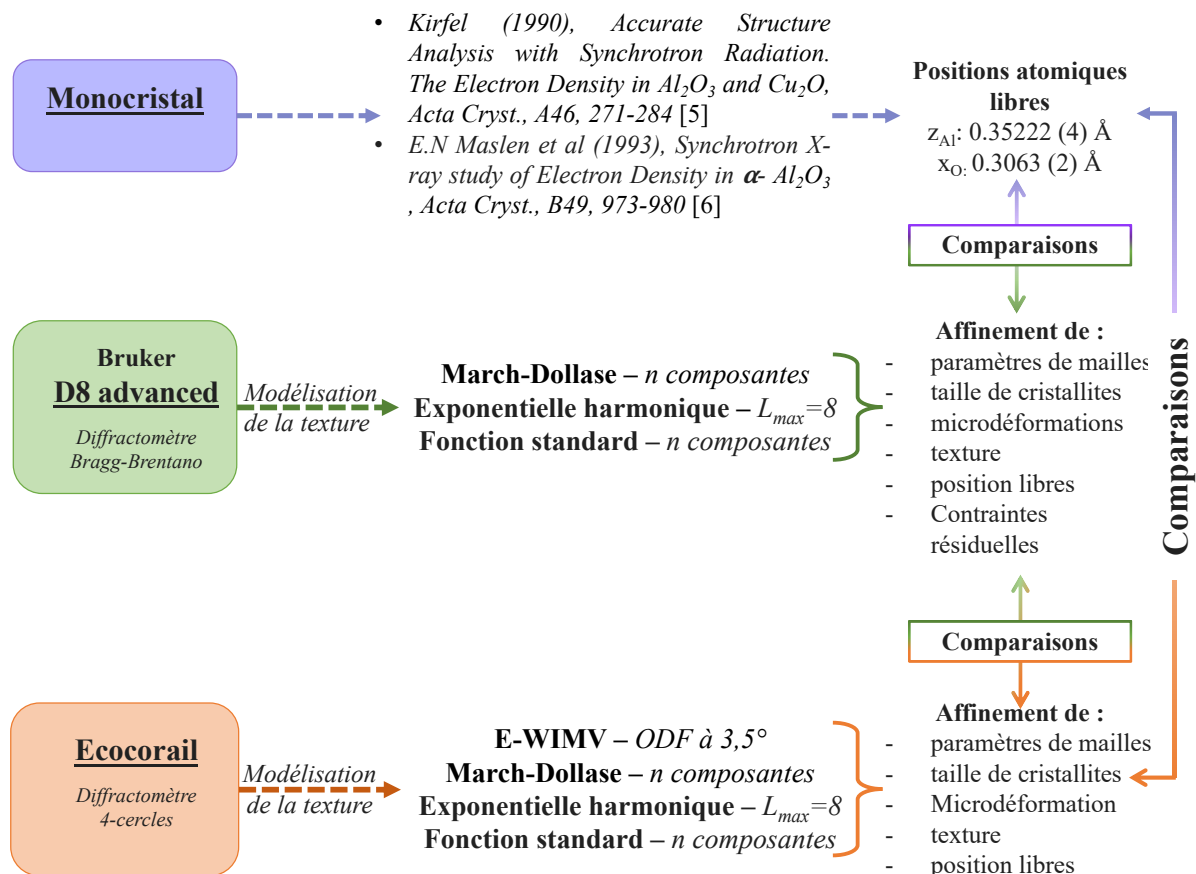 Monocristal
• Kirfel (1990), Accurate Structure
Analysis with Synchrotron Radiation.
The Electron Density in Al₂O₃ and Cu₂O,
Acta Cryst., A46, 271-284 [5]
• E.N Maslen et al (1993), Synchrotron X-
ray study of Electron Density in α- Al₂O₃
, Acta Cryst., B49, 973-980 [6]
Positions atomiques
libres
z_Al: 0.35222 (4) Å
x_O: 0.3063 (2) Å
Comparaisons
Comparaisons
Bruker
D8 advanced
Diffractomètre
Bragg-Brentano
Modélisation
de la texture
March-Dollase – n composantes
Exponentielle harmonique – L_max=8
Fonction standard – n composantes
Affinement de :
- paramètres de mailles
- taille de cristallites
- microdéformations
- texture
- position libres
- Contraintes
résiduelles
Comparaisons
Ecocorail
Diffractomètre
4-cercles
Modélisation
de la texture
E-WIMV – ODF à 3,5°
March-Dollase – n composantes
Exponentielle harmonique – L_max=8
Fonction standard – n composantes
Affinement de :
- paramètres de mailles
- taille de cristallites
- Microdéformation
- texture
- position libres